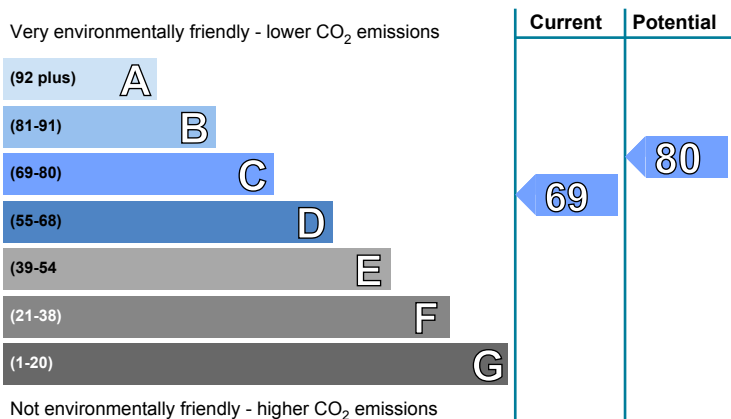 Current Potential
Very environmentally friendly - lower CO2 emissions
(92 plus) A
(81-91) B
(69-80) C
80
69
(55-68) D
(39-54 E
(21-38) F
(1-20) G
Not environmentally friendly - higher CO2 emissions